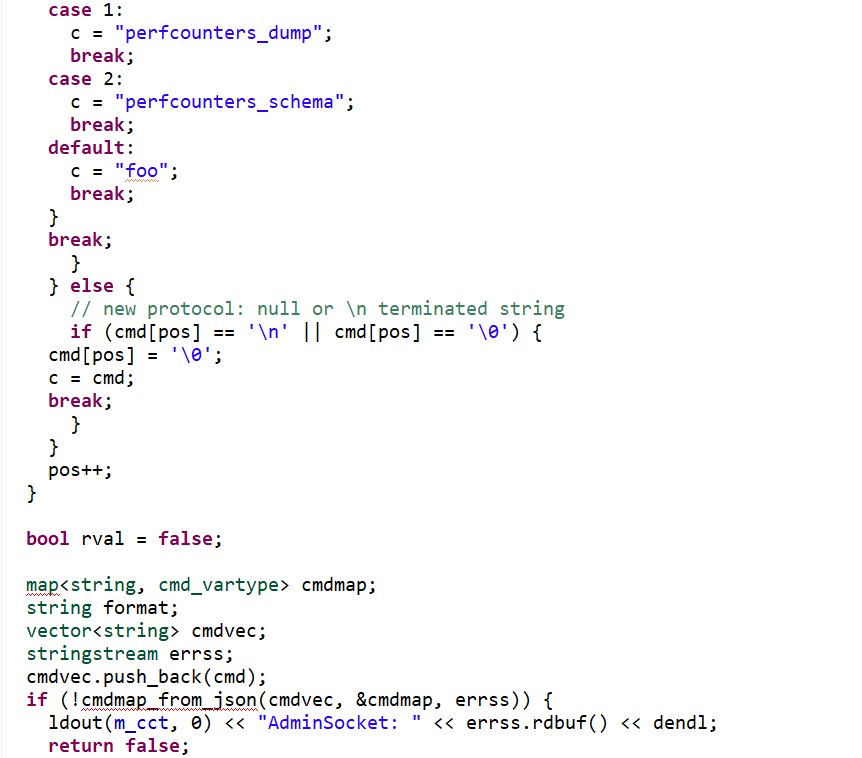 case 1:
c = "perfcounters_dump";
break;
case 2:
c = "perfcounters_schema";
break;
default:
c = "foo";
break;
}
break;
}
} else {
// new protocol: null or \n terminated string
if (cmd[pos] == '\n' || cmd[pos] == '\0') {
cmd[pos] = '\0';
c = cmd;
break;
}
}
pos++;
}
bool rval = false;
map<string, cmd_vartype> cmdmap;
string format;
vector<string> cmdvec;
stringstream errss;
cmdvec.push_back(cmd);
if (!cmdmap_from_json(cmdvec, &cmdmap, errss)) {
ldout(m_cct, 0) << "AdminSocket: " << errss.rdbuf() << dendl;
return false;